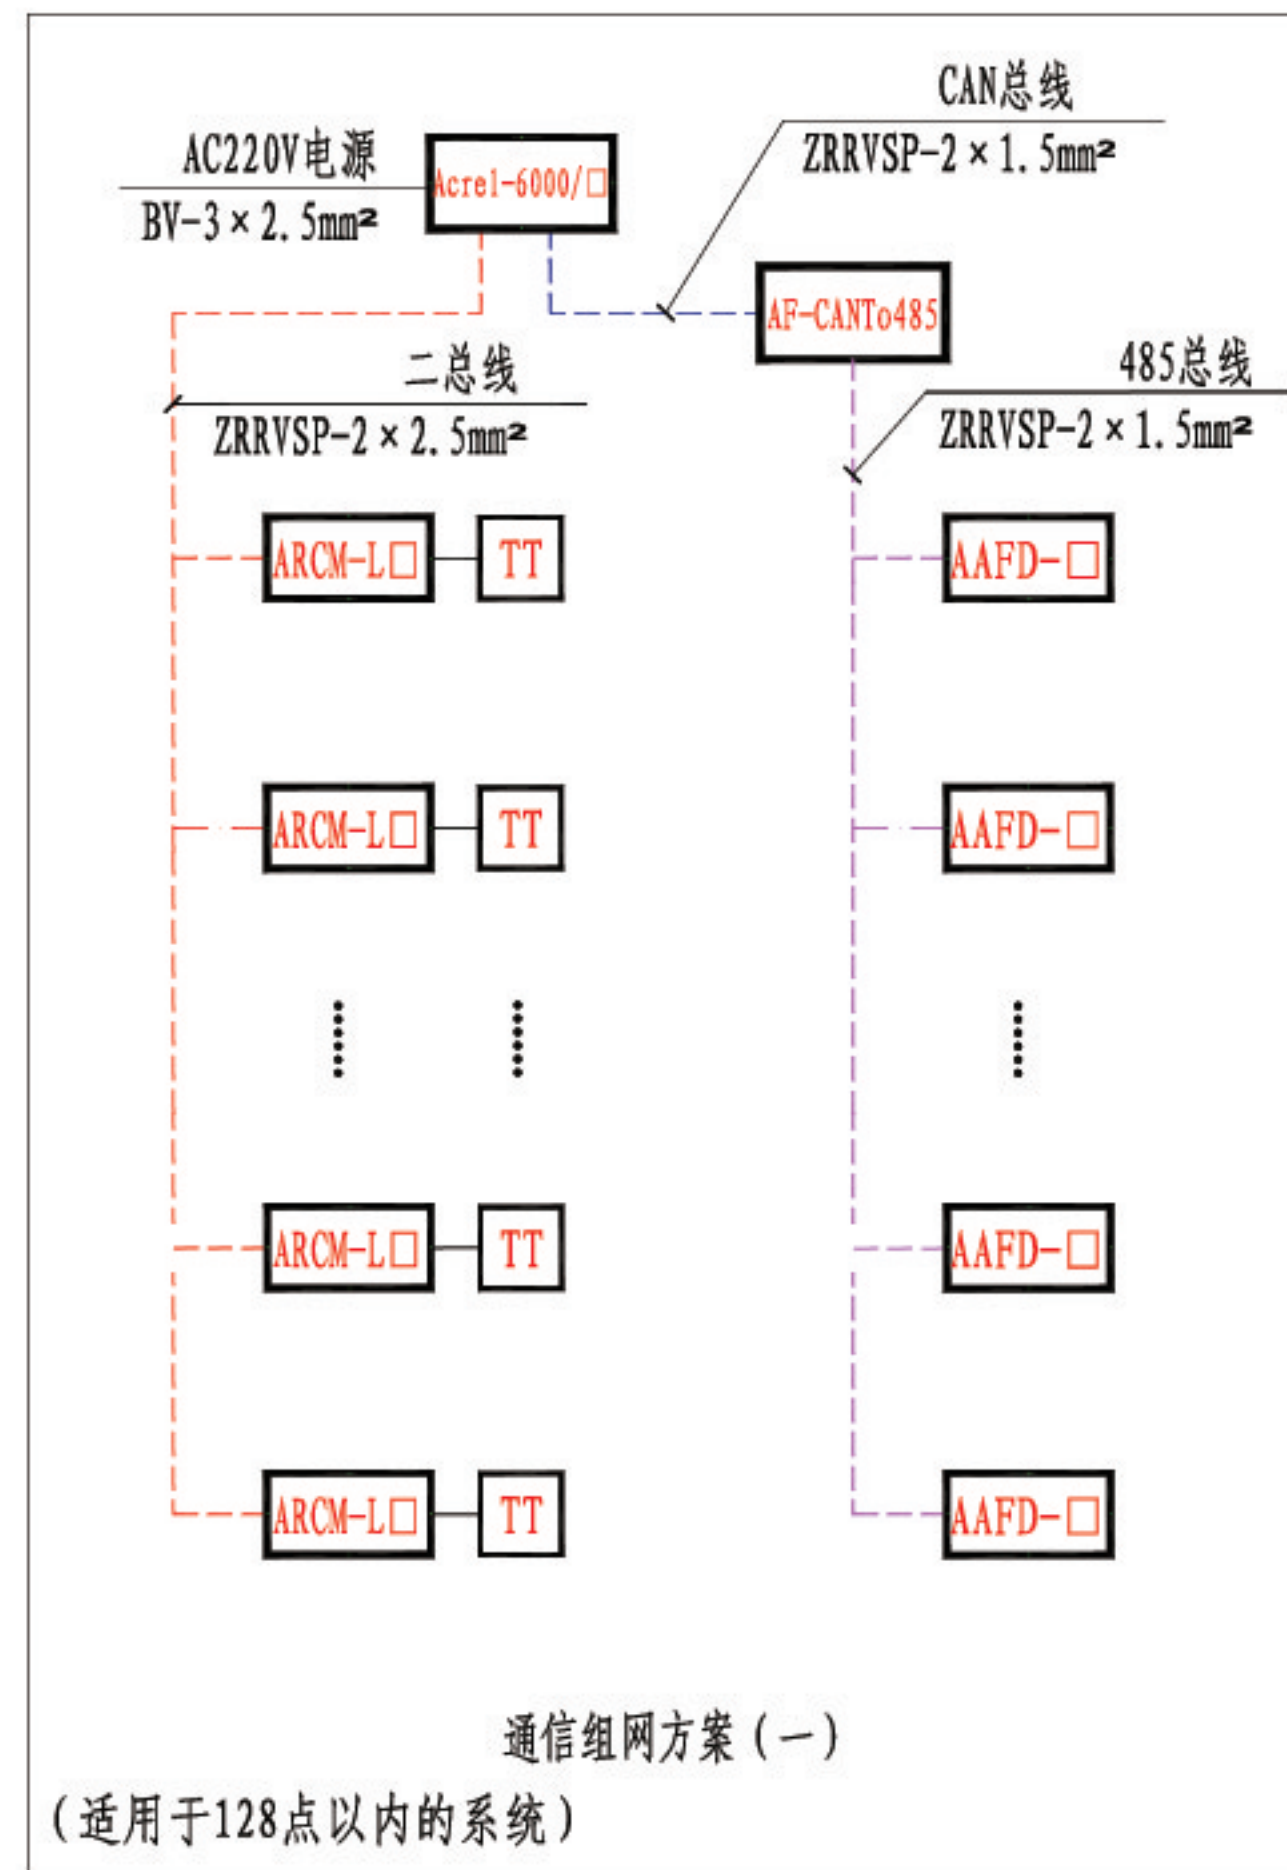 CAN总线
ZRRVSP-2×1.5mm²
AC220V电源
BV-3×2.5mm²
Acrel-6000/□
AF-CANTo485
二总线
ZRRVSP-2×2.5mm²
485总线
ZRRVSP-2×1.5mm²
ARCM-L□ TT AAFD-□
ARCM-L□ TT AAFD-□
ARCM-L□ TT AAFD-□
ARCM-L□ TT AAFD-□
通信组网方案(一)
(适用于128点以内的系统)